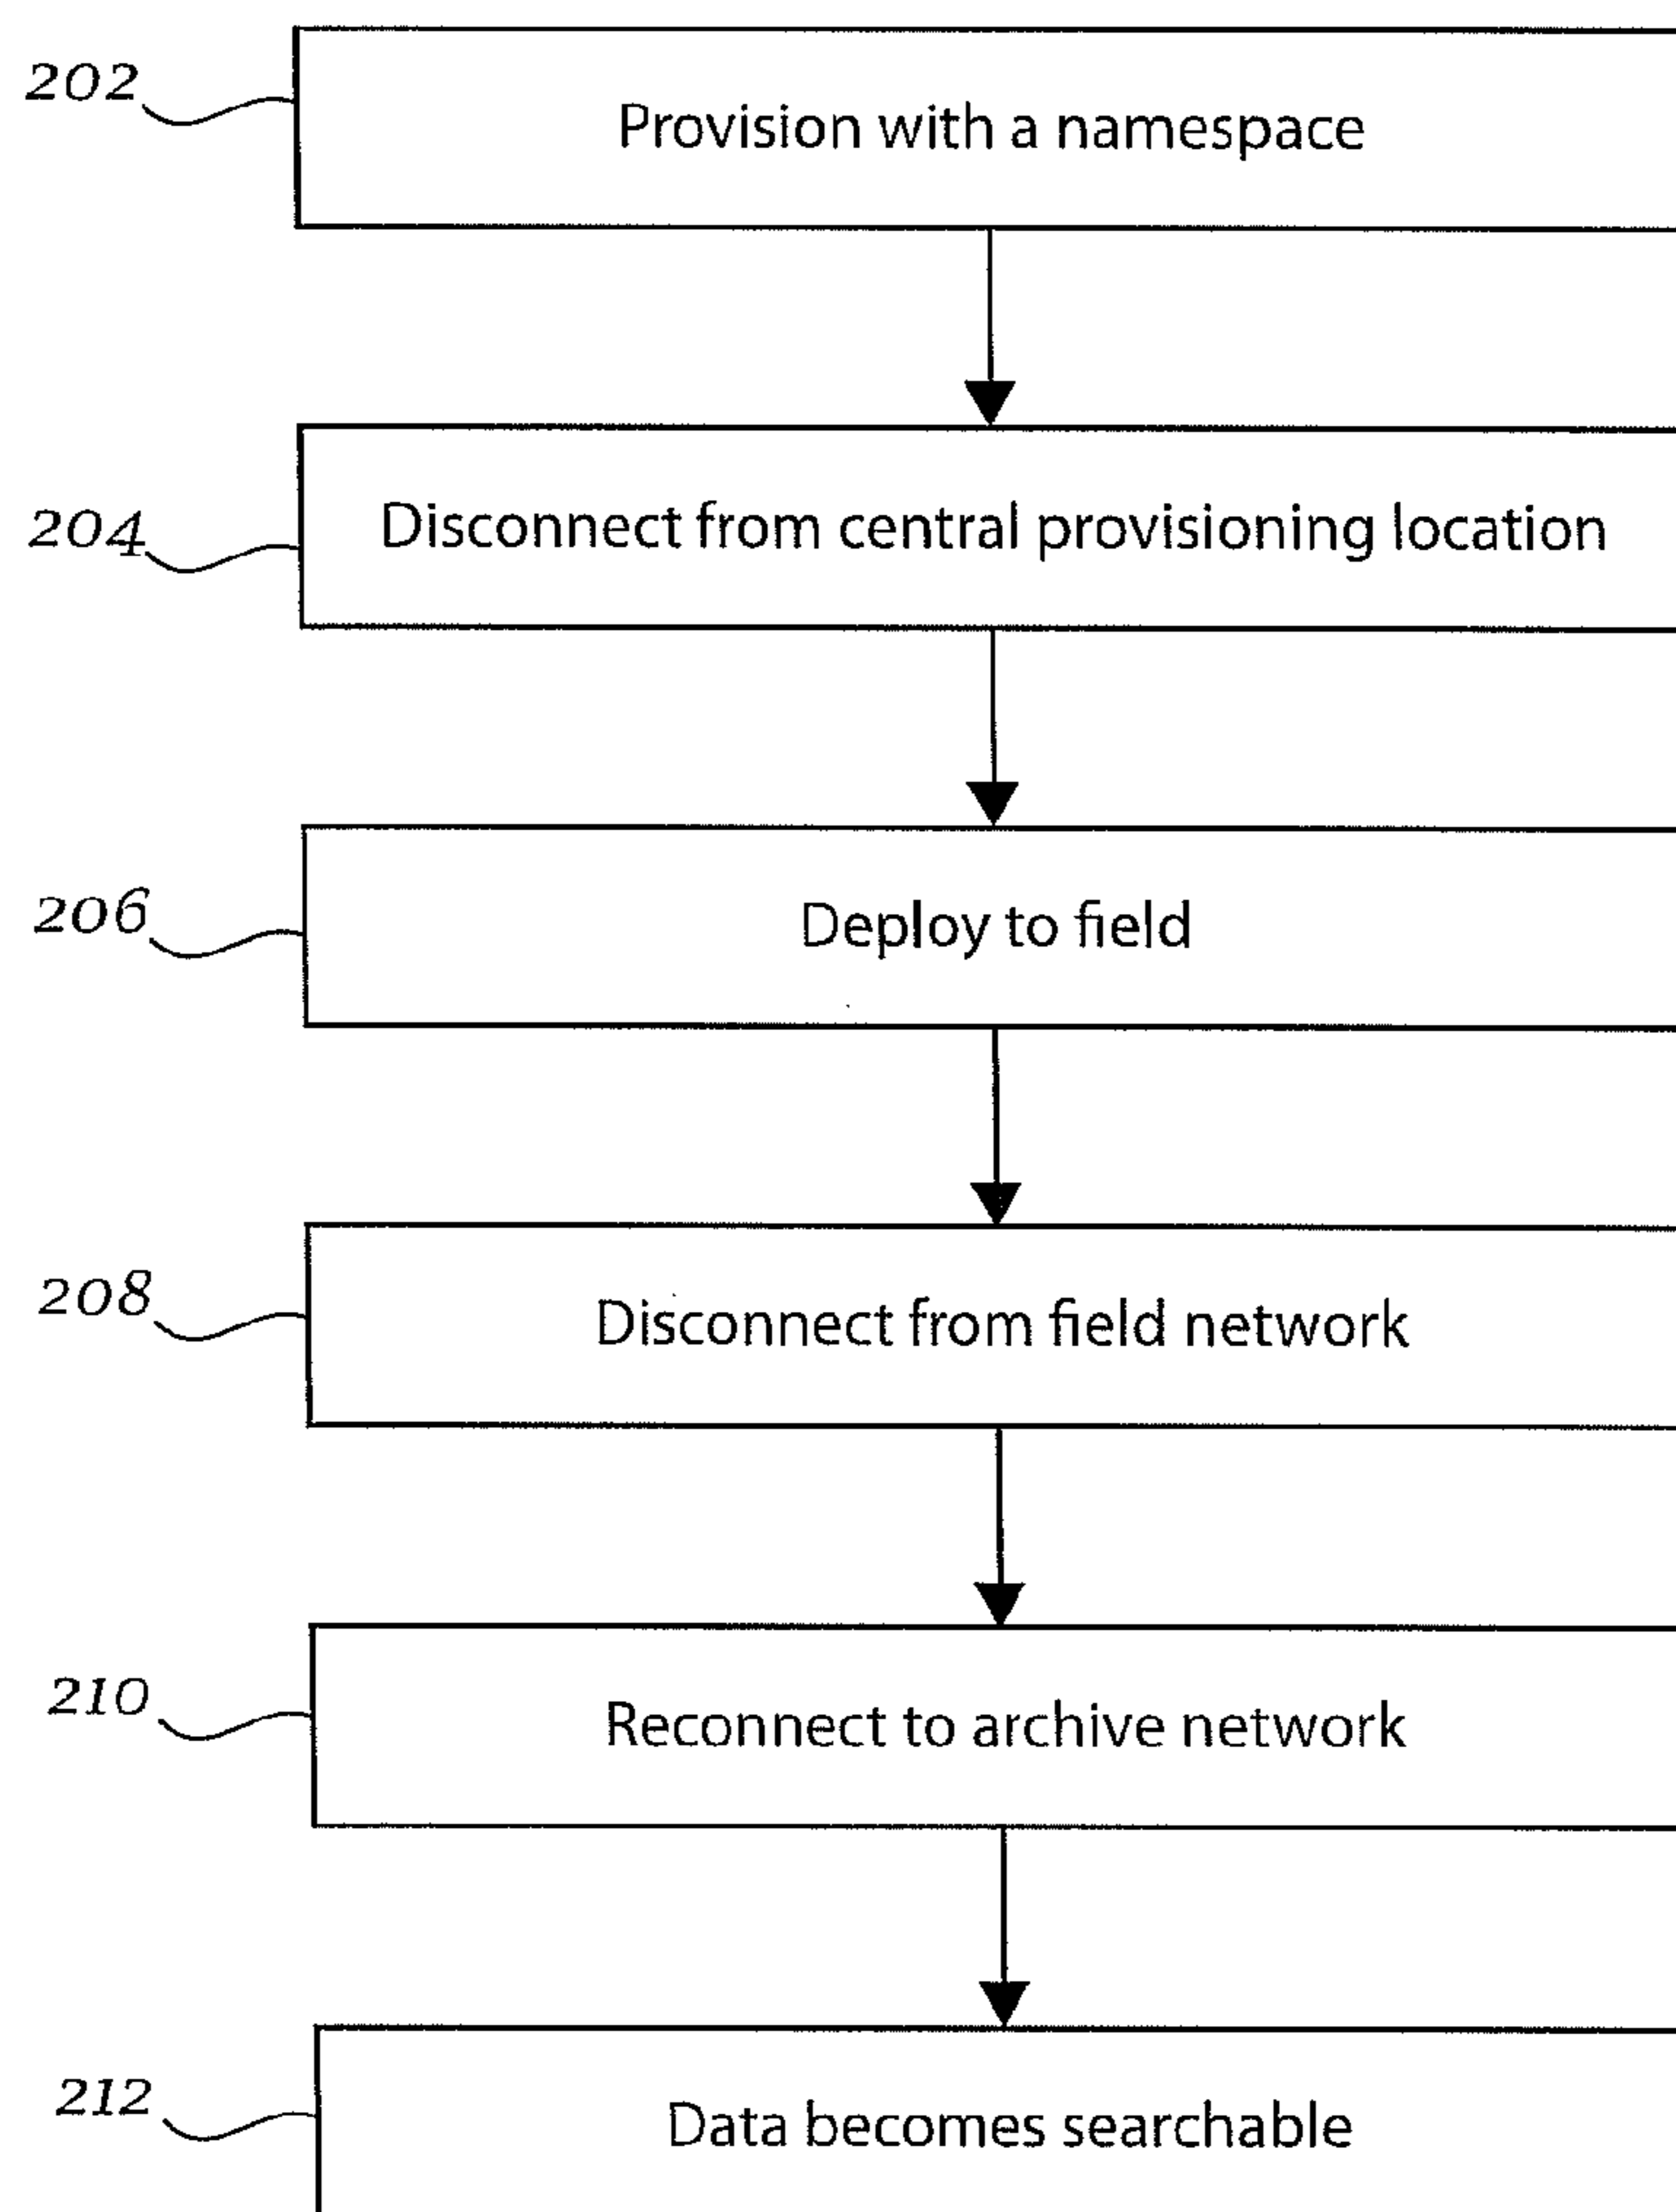 202
Provision with a namespace
204
Disconnect from central provisioning location
206
Deploy to field
208
Disconnect from field network
210
Reconnect to archive network
212
Data becomes searchable